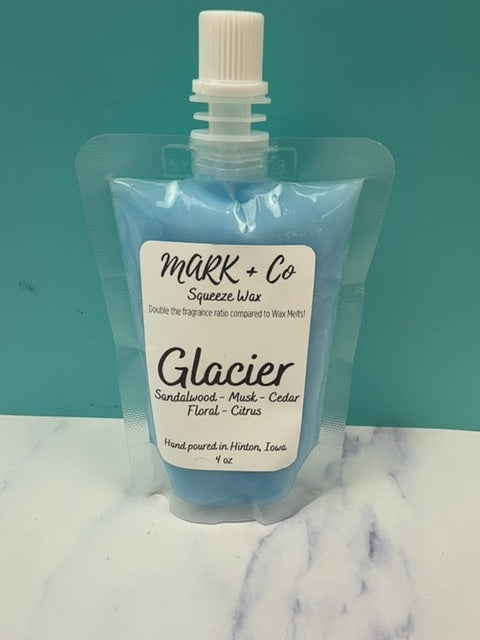 MARK + Co
Squeeze Wax
Double the fragrance ratio compared to Wax Melts!
Glacier
Sandalwood - Musk - Cedar
Floral - Citrus
Hand poured in Hinton, Iowa
4 oz